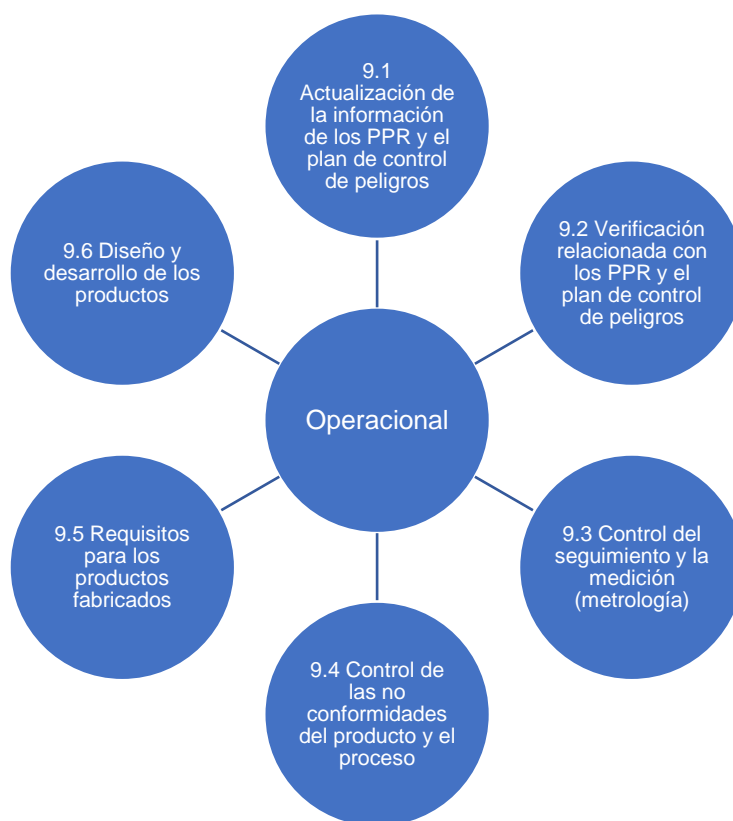 9.1
Actualización de
la información
de los PPR y el
plan de control
de peligros
9.2 Verificación
relacionada con
los PPR y el
plan de control
de peligros
9.3 Control del
seguimiento y la
medición
(metrología)
9.4 Control de
las no
conformidades
del producto y el
proceso
9.5 Requisitos
para los
productos
fabricados
9.6 Diseño y
desarrollo de los
productos
Operacional